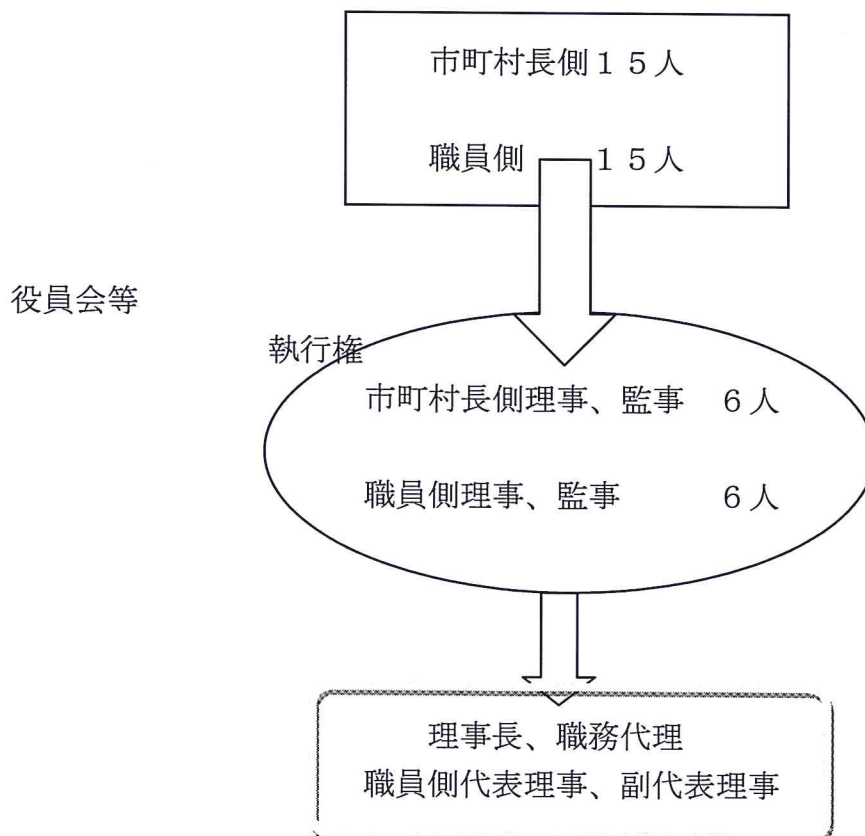 市町村長側１５人
職員側　　１５人
役員会等
執行権
市町村長側理事、監事　６人
職員側理事、監事　　　６人
理事長、職務代理
職員側代表理事、副代表理事